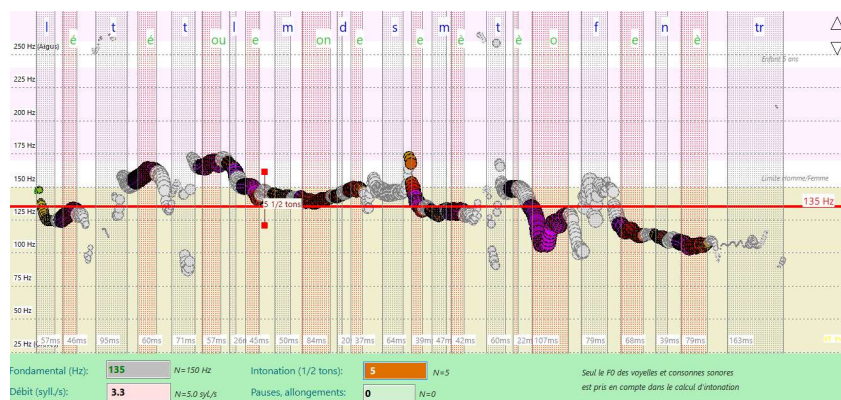 l t t l m d s m t f n tr
é é ou e on e e è è o e è
250 Hz (Aigus)
Enfant 5 ans
225 Hz
200 Hz
175 Hz
150 Hz
Limite Homme/Femme
5 1/2 tons
135 Hz
125 Hz
100 Hz
75 Hz
50 Hz
25 Hz
57ms 46ms 95ms 60ms 71ms 57ms 45ms 50ms 84ms 64ms 47ms 42ms 60ms 107ms 79ms 68ms 39ms 79ms 163ms
Fondamental (Hz): 135 N=150 Hz Intonation (1/2 tons): 5 N=5 Seul le F0 des voyelles et consonnes sonores
Débit (syll./s): 3.3 N=5.0 syL/s Pauses, allongements: 0 N=0 est pris en compte dans le calcul d'intonation